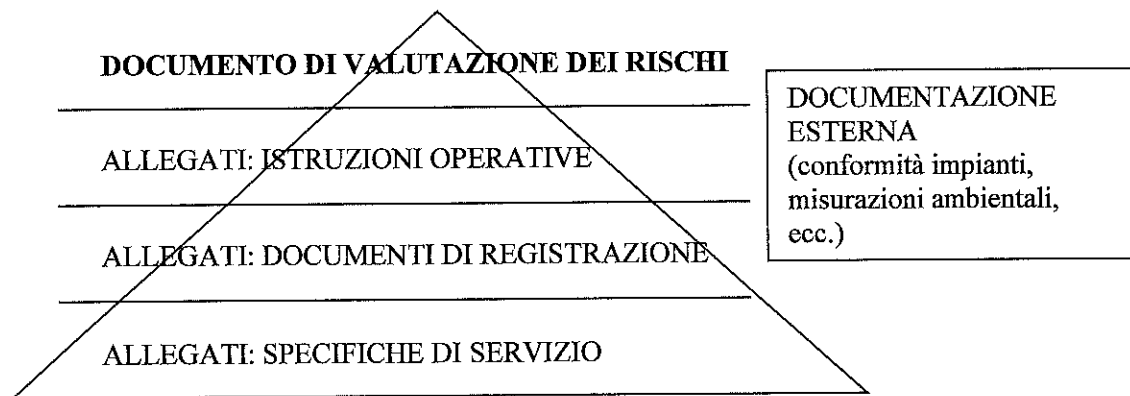 DOCUMENTO DI VALUTAZIONE DEI RISCHI
ALLEGATI: ISTRUZIONI OPERATIVE
ALLEGATI: DOCUMENTI DI REGISTRAZIONE
ALLEGATI: SPECIFICHE DI SERVIZIO
DOCUMENTAZIONE
ESTERNA
(conformità impianti,
misurazioni ambientali,
ecc.)